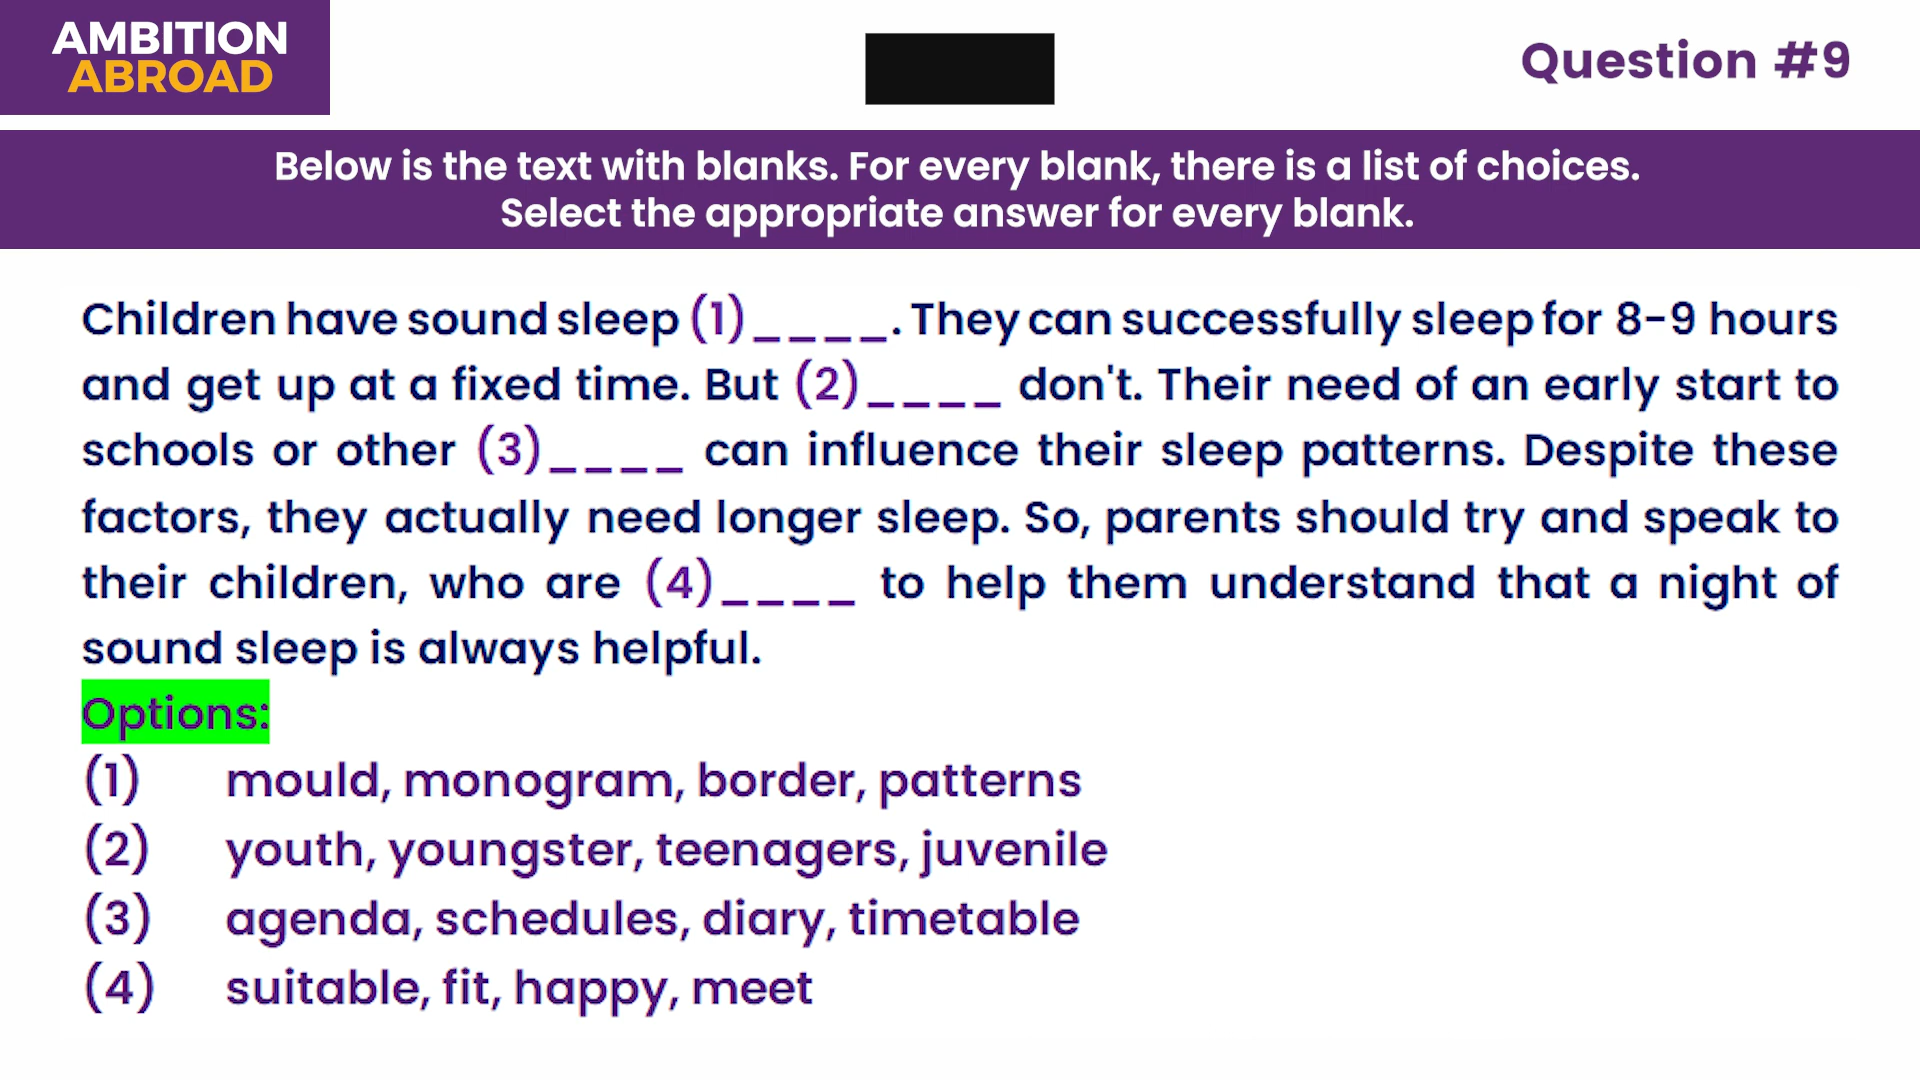 AMBITION
ABROAD
Question #9
Below is the text with blanks. For every blank, there is a list of choices.
Select the appropriate answer for every blank.
Children have sound sleep (1)____. They can successfully sleep for 8-9 hours
and get up at a fixed time. But (2)____ don't. Their need of an early start to
schools or other (3)____ can influence their sleep patterns. Despite these
factors, they actually need longer sleep. So, parents should try and speak to
their children, who are (4)____ to help them understand that a night of
sound sleep is always helpful.
Options:
(1) mould, monogram, border, patterns
(2) youth, youngster, teenagers, juvenile
(3) agenda, schedules, diary, timetable
(4) suitable, fit, happy, meet